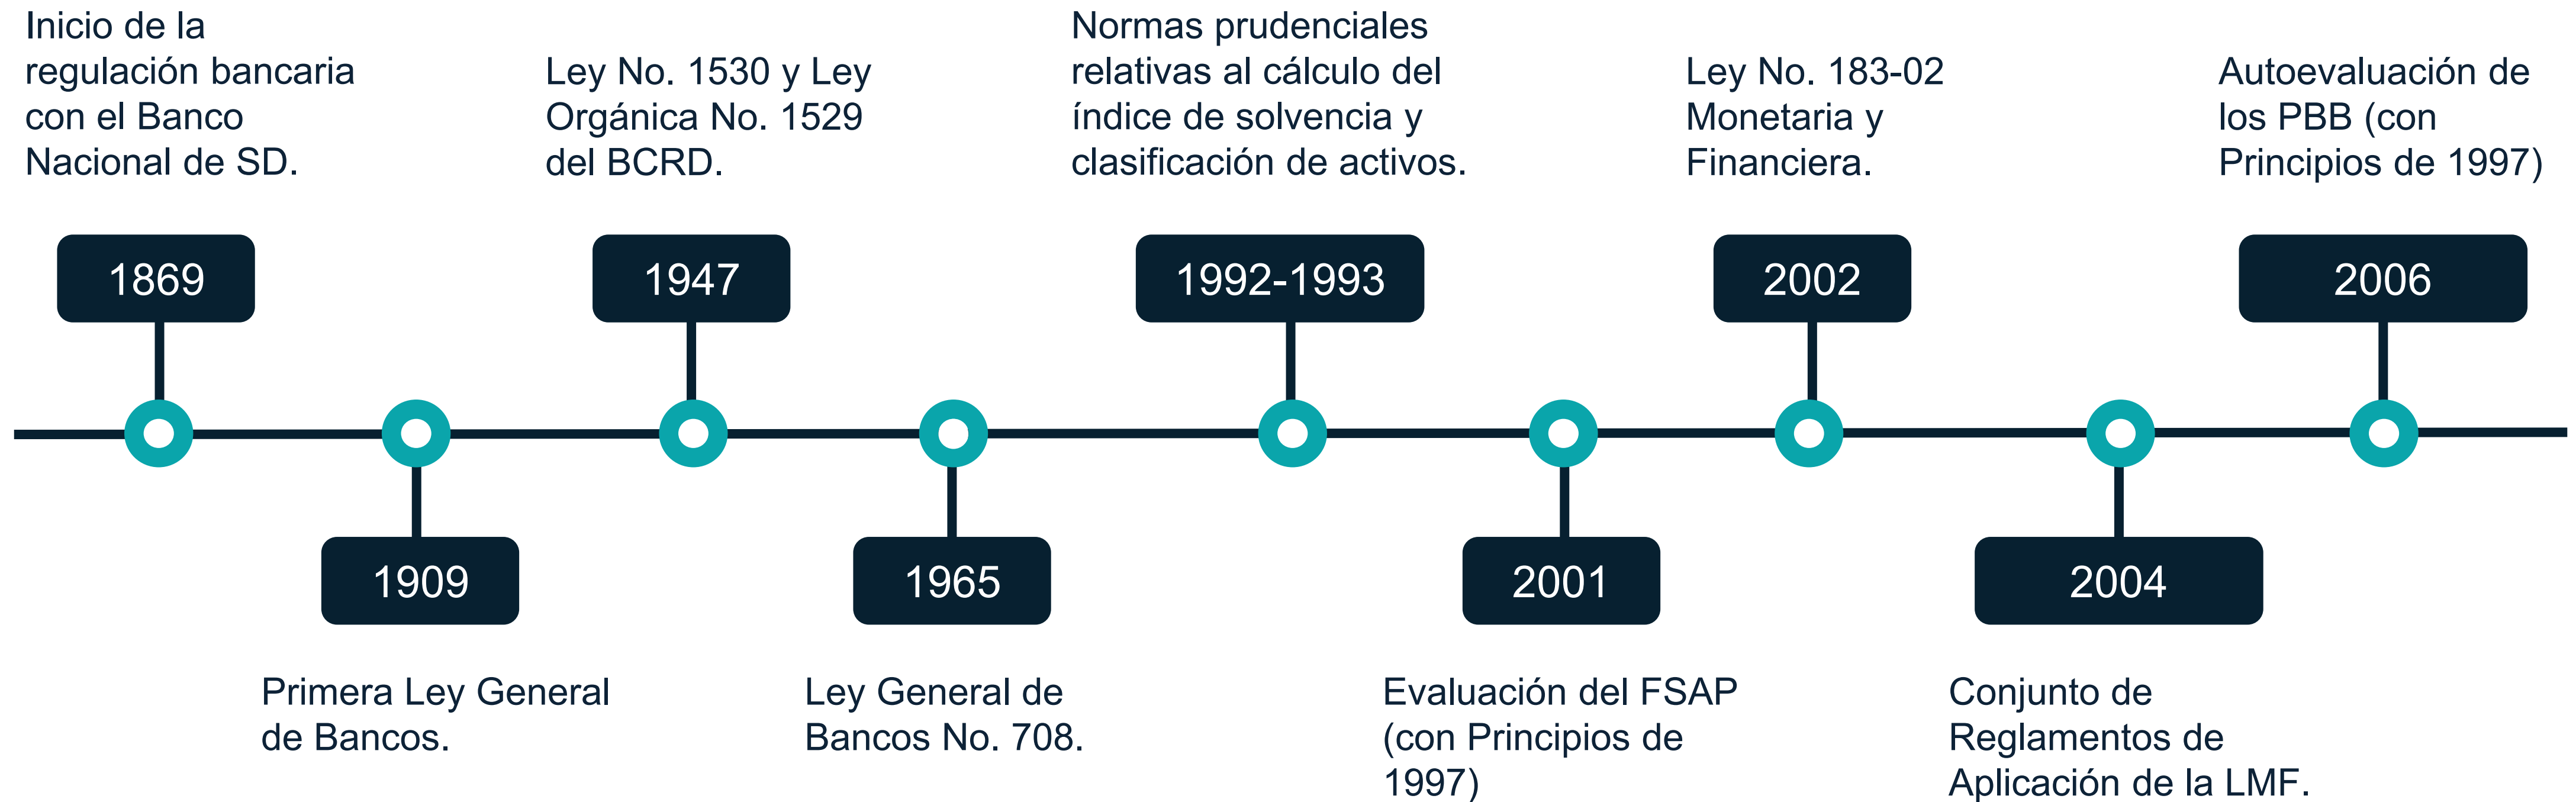 Inicio de la
regulación bancaria
con el Banco
Nacional de SD.
1869
Primera Ley General
de Bancos.
1909
Ley No. 1530 y Ley
Orgánica No. 1529
del BCRD.
1947
Ley General de
Bancos No. 708.
1965
Normas prudenciales
relativas al cálculo del
índice de solvencia y
clasificación de activos.
1992-1993
2001
Evaluación del FSAP
(con Principios de
1997)
Ley No. 183-02
Monetaria y
Financiera.
2002
2004
Conjunto de
Reglamentos de
Aplicación de la LMF.
Autoevaluación de
los PBB (con
Principios de 1997)
2006